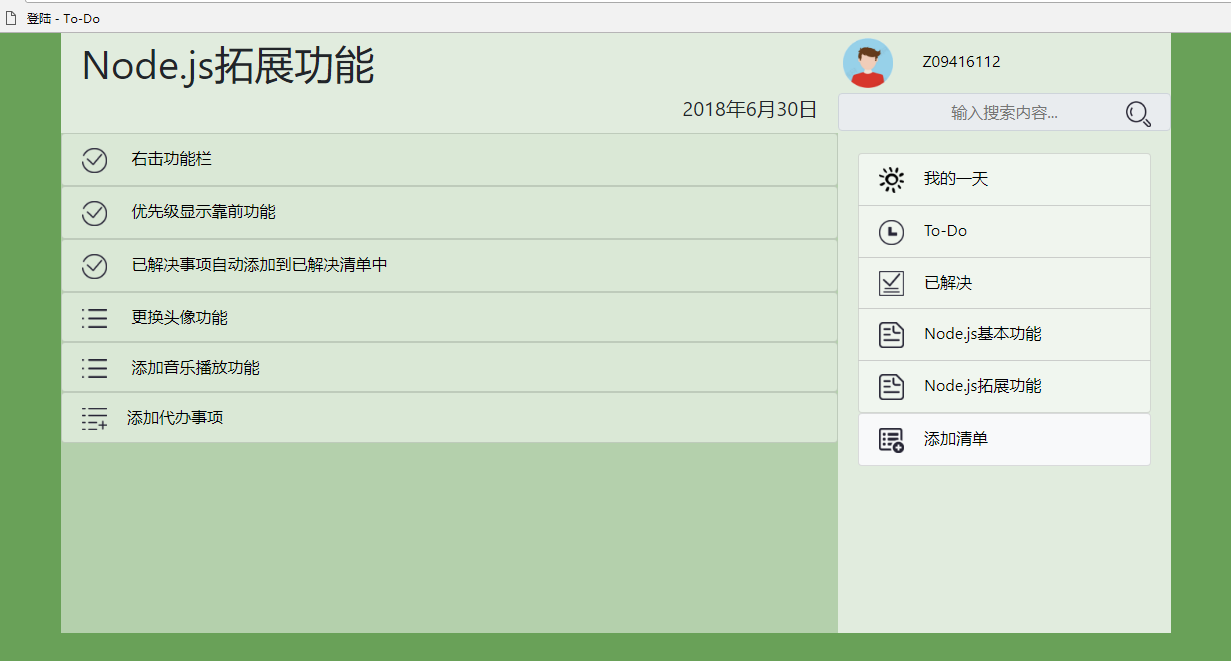 登陆 - To-Do
Node.js拓展功能
2018年6月30日
右击功能栏
优先级显示靠前功能
已解决事项自动添加到已解决清单中
更换头像功能
添加音乐播放功能
添加代办事项
Z09416112
输入搜索内容...
我的一天
To-Do
已解决
Node.js基本功能
Node.js拓展功能
添加清单